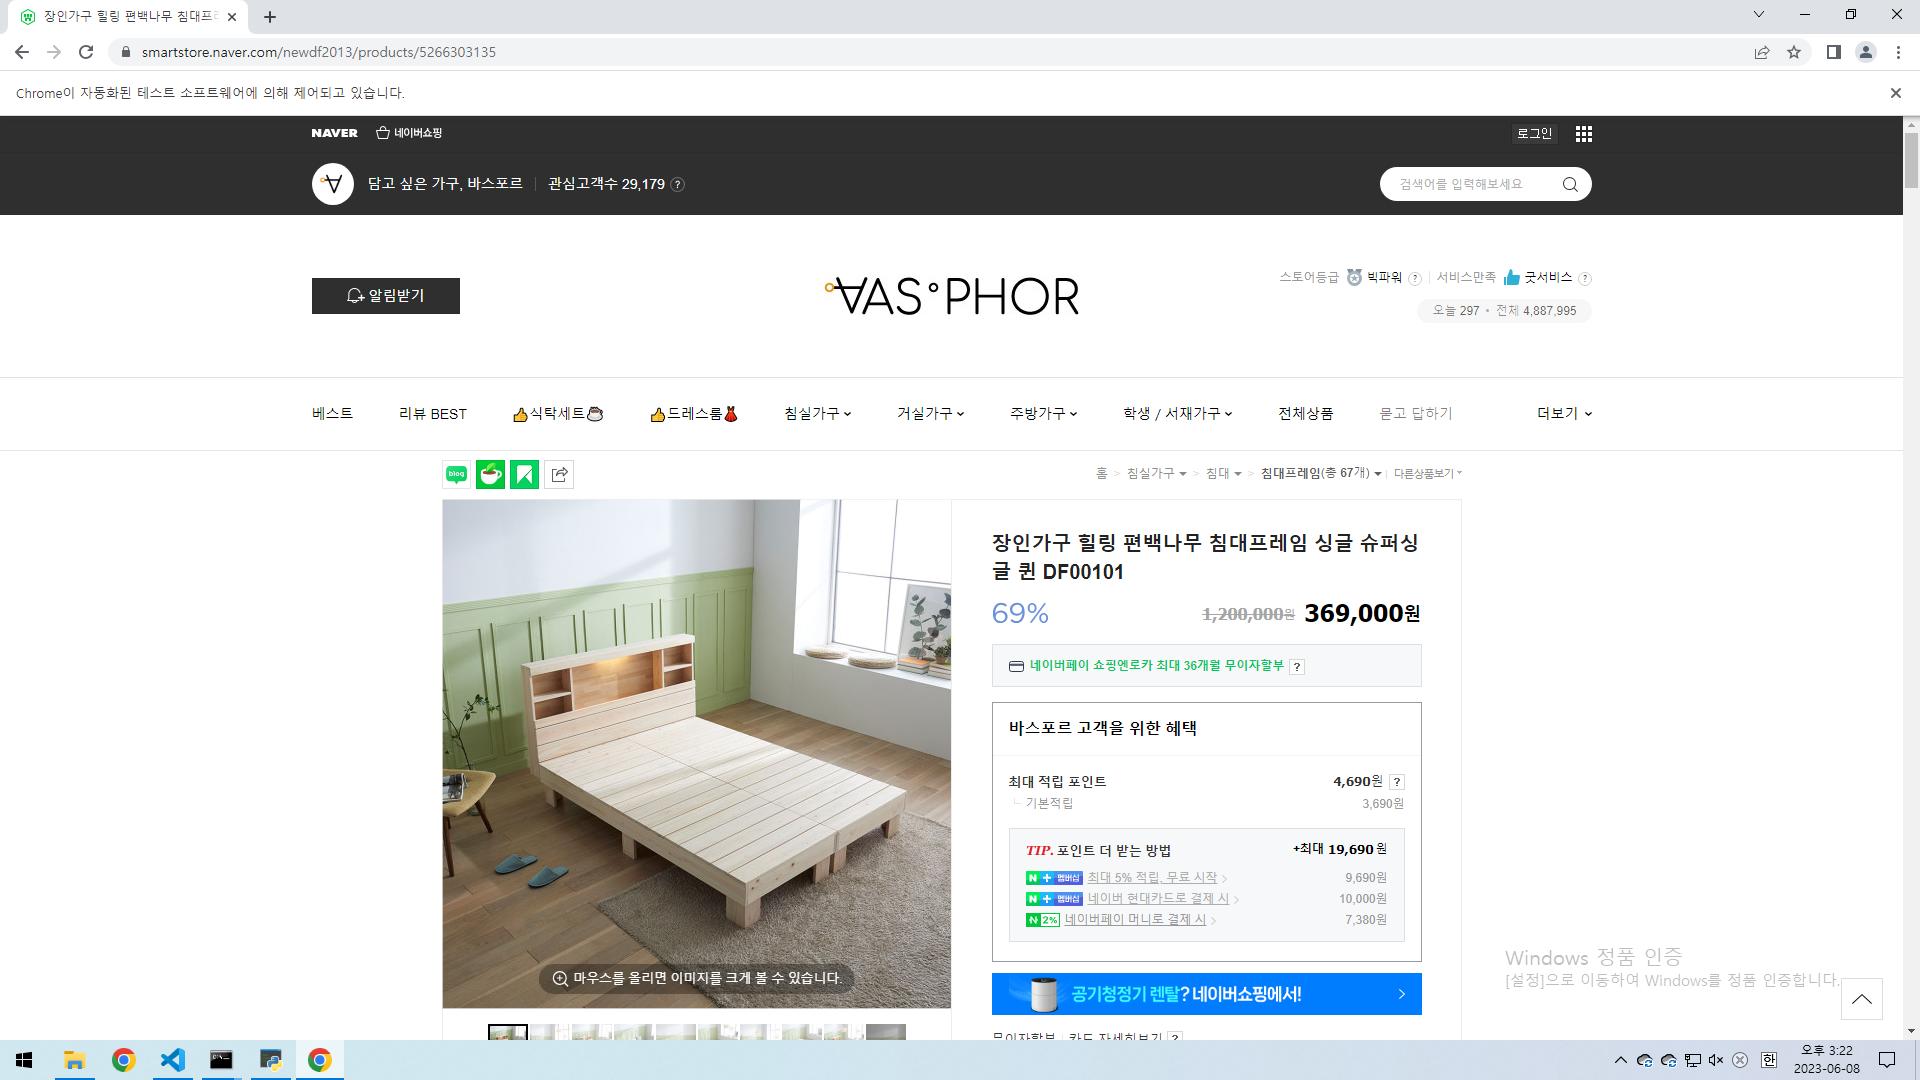 장인가구 힐링 편백나무 침대프
smartstore.naver.com/newdf2013/products/5266303135
Chrome이 자동화된 테스트 소프트웨어에 의해 제어되고 있습니다.
NAVER 네이버쇼핑
로그인
담고 싶은 가구, 바스포르 관심고객수 29,179 ?
검색어를 입력해보세요
알림받기
VAS°PHOR
스토어등급 빅파워 ? 서비스만족 굿서비스 ?
오늘 297 • 전체 4,887,995
베스트 리뷰 BEST 👍식탁세트☕ 👍드레스룸👗 침실가구 거실가구 주방가구 학생 / 서재가구 전체상품 묻고 답하기 더보기
blog
홈 > 침실가구 > 침대 > 침대프레임(총 67개) 다른상품보기
장인가구 힐링 편백나무 침대프레임 싱글 슈퍼싱
글 퀸 DF00101
69% 1,200,000원 369,000원
네이버페이 쇼핑엔로카 최대 36개월 무이자할부 ?
바스포르 고객을 위한 혜택
최대 적립 포인트 4,690원 ?
기본적립 3,690원
TIP. 포인트 더 받는 방법 +최대 19,690 원
N + 멤버십 최대 5% 적립, 무료 시작 > 9,690원
N + 멤버십 네이버 현대카드로 결제 시 > 10,000원
N 2% 네이버페이 머니로 결제 시 > 7,380원
마우스를 올리면 이미지를 크게 볼 수 있습니다.
공기청정기 렌탈? 네이버쇼핑에서! >
무이자할부 카드 자세히보기 ?
Windows 정품 인증
[설정]으로 이동하여 Windows를 정품 인증합니다.
한
오후 3:22
2023-06-08